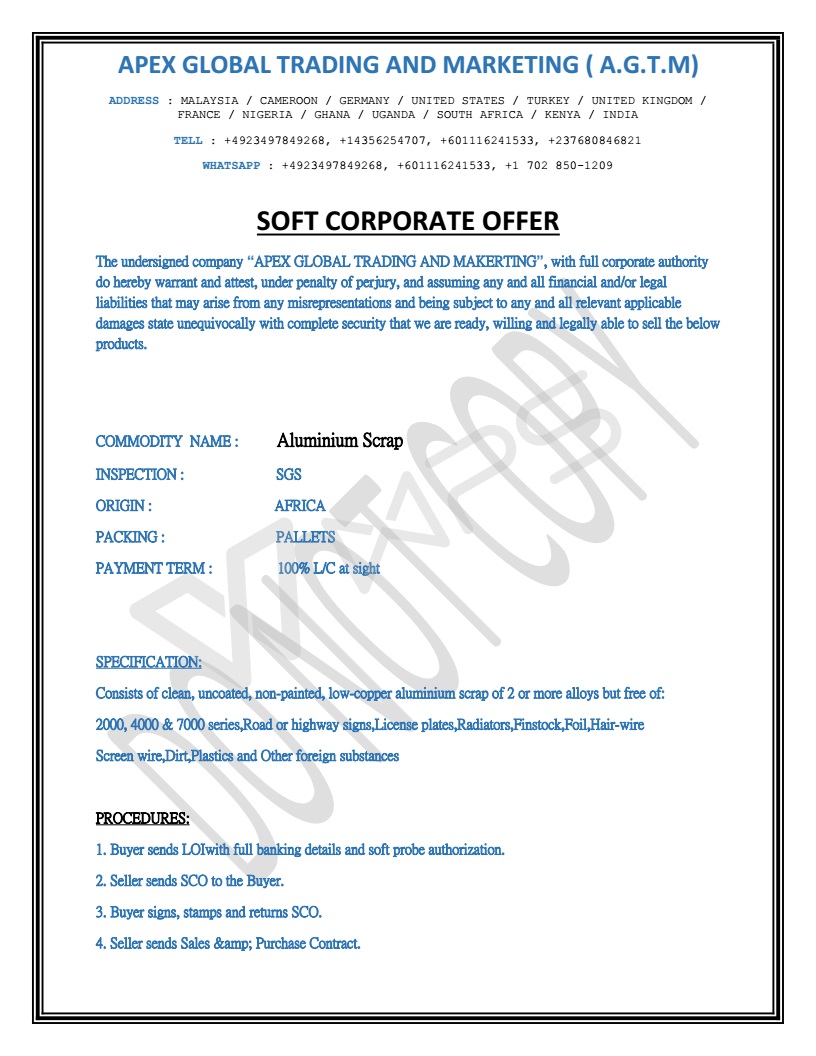 APEX GLOBAL TRADING AND MARKETING ( A.G.T.M)
ADDRESS : MALAYSIA / CAMEROON / GERMANY / UNITED STATES / TURKEY / UNITED KINGDOM /
FRANCE / NIGERIA / GHANA / UGANDA / SOUTH AFRICA / KENYA / INDIA
TELL : +4923497849268, +14356254707, +601116241533, +237680846821
WHATSAPP : +4923497849268, +601116241533, +1 702 850-1209
SOFT CORPORATE OFFER
The undersigned company “APEX GLOBAL TRADING AND MAKERTING”, with full corporate authority
do hereby warrant and attest, under penalty of perjury, and assuming any and all financial and/or legal
liabilities that may arise from any misrepresentations and being subject to any and all relevant applicable
damages state unequivocally with complete security that we are ready, willing and legally able to sell the below
products.
COMMODITY NAME : Aluminium Scrap
INSPECTION : SGS
ORIGIN : AFRICA
PACKING : PALLETS
PAYMENT TERM : 100% L/C at sight
SPECIFICATION:
Consists of clean, uncoated, non-painted, low-copper aluminium scrap of 2 or more alloys but free of:
2000, 4000 & 7000 series,Road or highway signs,License plates,Radiators,Finstock,Foil,Hair-wire
Screen wire,Dirt,Plastics and Other foreign substances
PROCEDURES:
1. Buyer sends LOIwith full banking details and soft probe authorization.
2. Seller sends SCO to the Buyer.
3. Buyer signs, stamps and returns SCO.
4. Seller sends Sales &amp; Purchase Contract.
DO NOT COPY